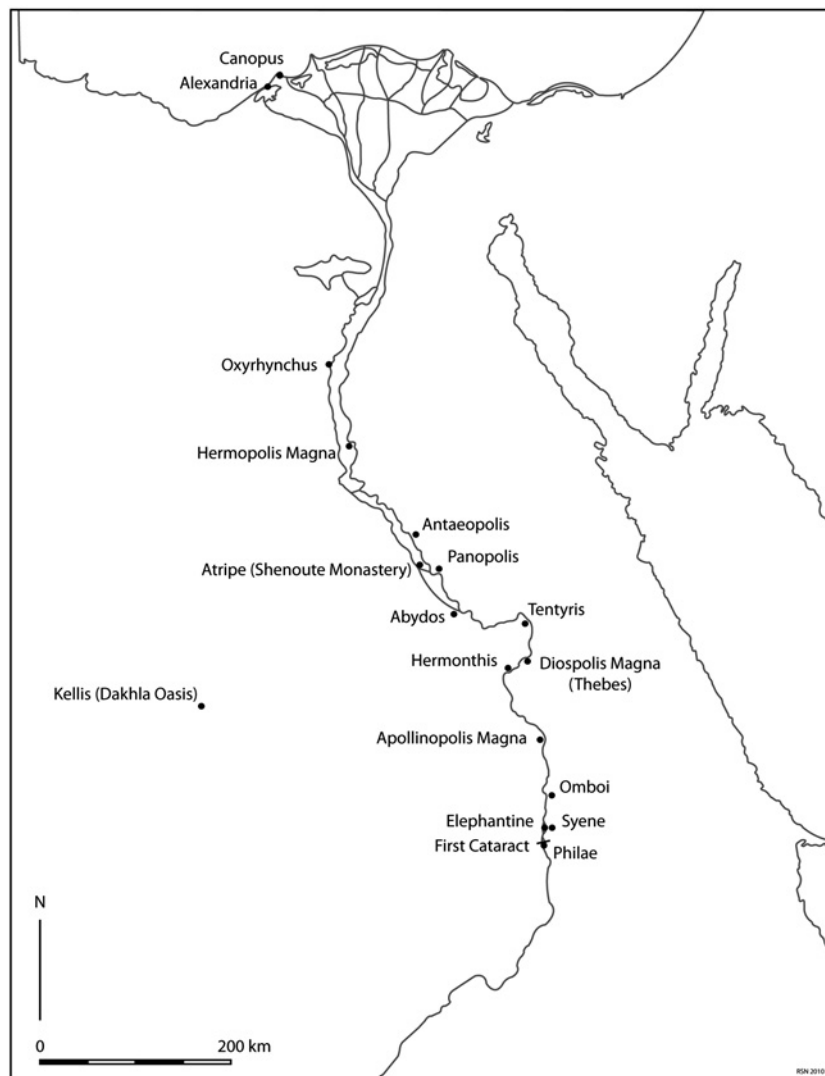 Canopus
Alexandria
Oxyrhynchus
Hermopolis Magna
Antaeopolis
Panopolis
Atripe (Shenoute Monastery)
Abydos
Tentyris
Hermonthis
Diospolis Magna
(Thebes)
Kellis (Dakhla Oasis)
Apollinopolis Magna
Omboi
Elephantine
Syene
First Cataract
Philae
N
0
200 km
RSN 2010